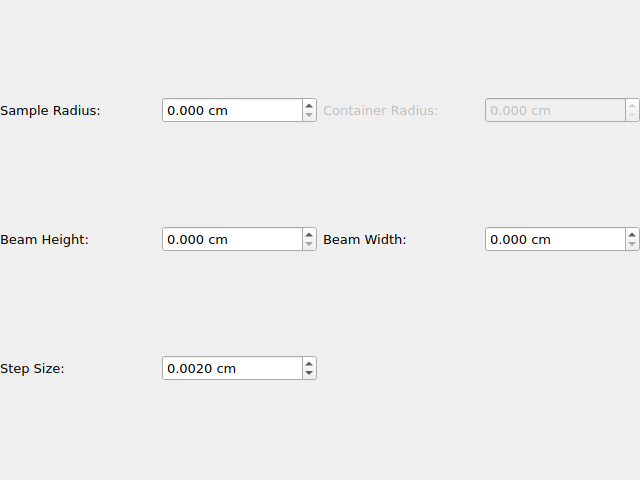 Sample Radius: 0.000 cm Container Radius: 0.000 cm
Beam Height: 0.000 cm Beam Width: 0.000 cm
Step Size: 0.0020 cm